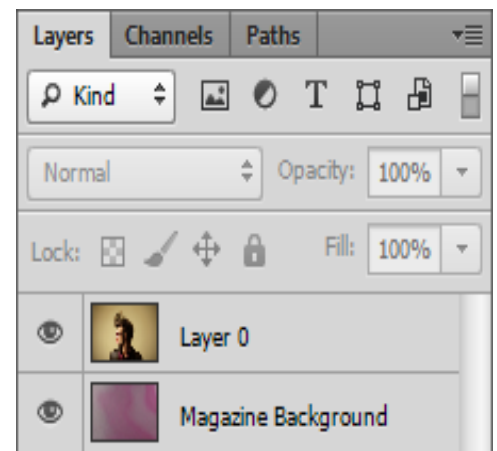 Layers Channels Paths
Kind T
Normal Opacity: 100%
Lock: Fill: 100%
Layer 0
Magazine Background